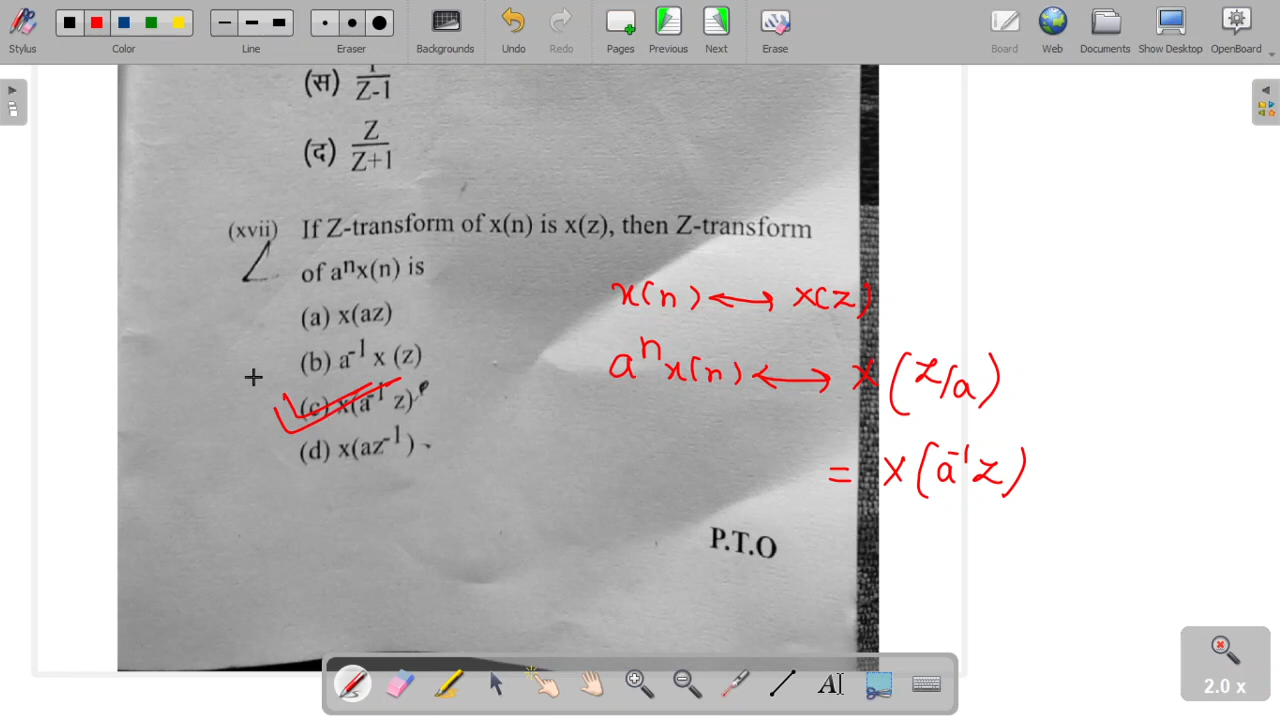 Stylus
Color
Line
Eraser
Backgrounds
Undo
Redo
Pages
Previous
Next
Erase
Board
Web
Documents
Show Desktop
OpenBoard
(स) 1/Z-1
(द) Z/Z+1
(xvii) If Z-transform of x(n) is x(z), then Z-transform
of aⁿx(n) is
(a) x(az)
(b) a⁻¹ x (z)
(c) x(a⁻¹ z)
(d) x(az⁻¹)
x(n) ⟷ X(z)
aⁿx(n) ⟷ X(z/a)
= X(a⁻¹z)
P.T.O
2.0 x